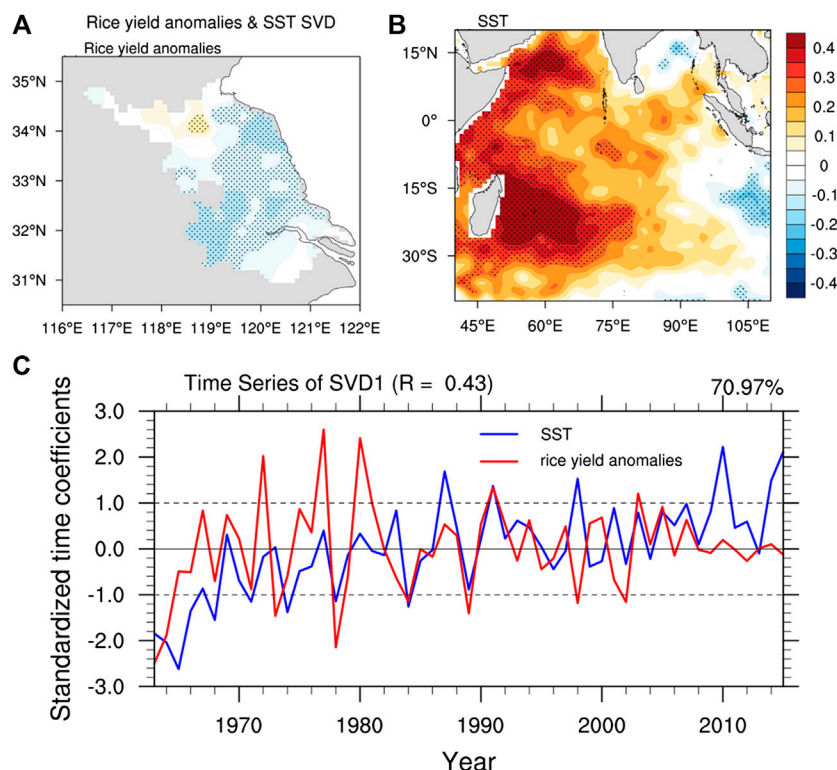 A
Rice yield anomalies & SST SVD
Rice yield anomalies
35°N
34°N
33°N
32°N
31°N
116°E 117°E 118°E 119°E 120°E 121°E 122°E
B
SST
15°N
0°
15°S
30°S
45°E 60°E 75°E 90°E 105°E
0.4
0.3
0.2
0.1
0
-0.1
-0.2
-0.3
-0.4
C
Time Series of SVD1 (R = 0.43)
70.97%
Standardized time coefficients
3.0
2.0
1.0
0.0
-1.0
-2.0
-3.0
SST
rice yield anomalies
1970 1980 1990 2000 2010
Year